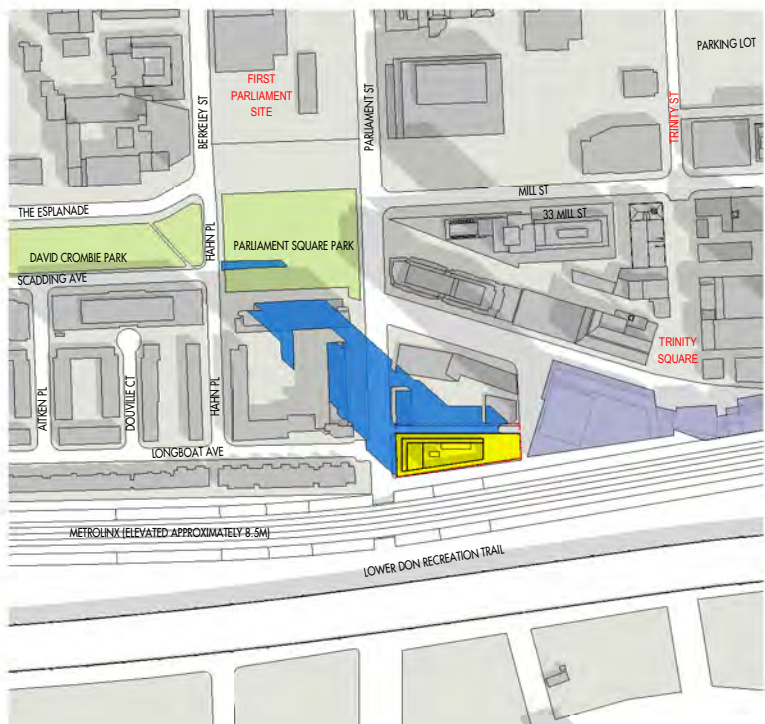 PARKING LOT
FIRST
PARLIAMENT
SITE
BERKELEY ST
PARLIAMENT ST
TRINITY ST
MILL ST
THE ESPLANADE
33 MILL ST
HAHN PL
PARLIAMENT SQUARE PARK
DAVID CROMBIE PARK
SCADDING AVE
TRINITY
SQUARE
AITKEN PL
DOUVILLE CT
HAHN PL
LONGBOAT AVE
METROLINX (ELEVATED APPROXIMATELY 8.5M)
LOWER DON RECREATION TRAIL